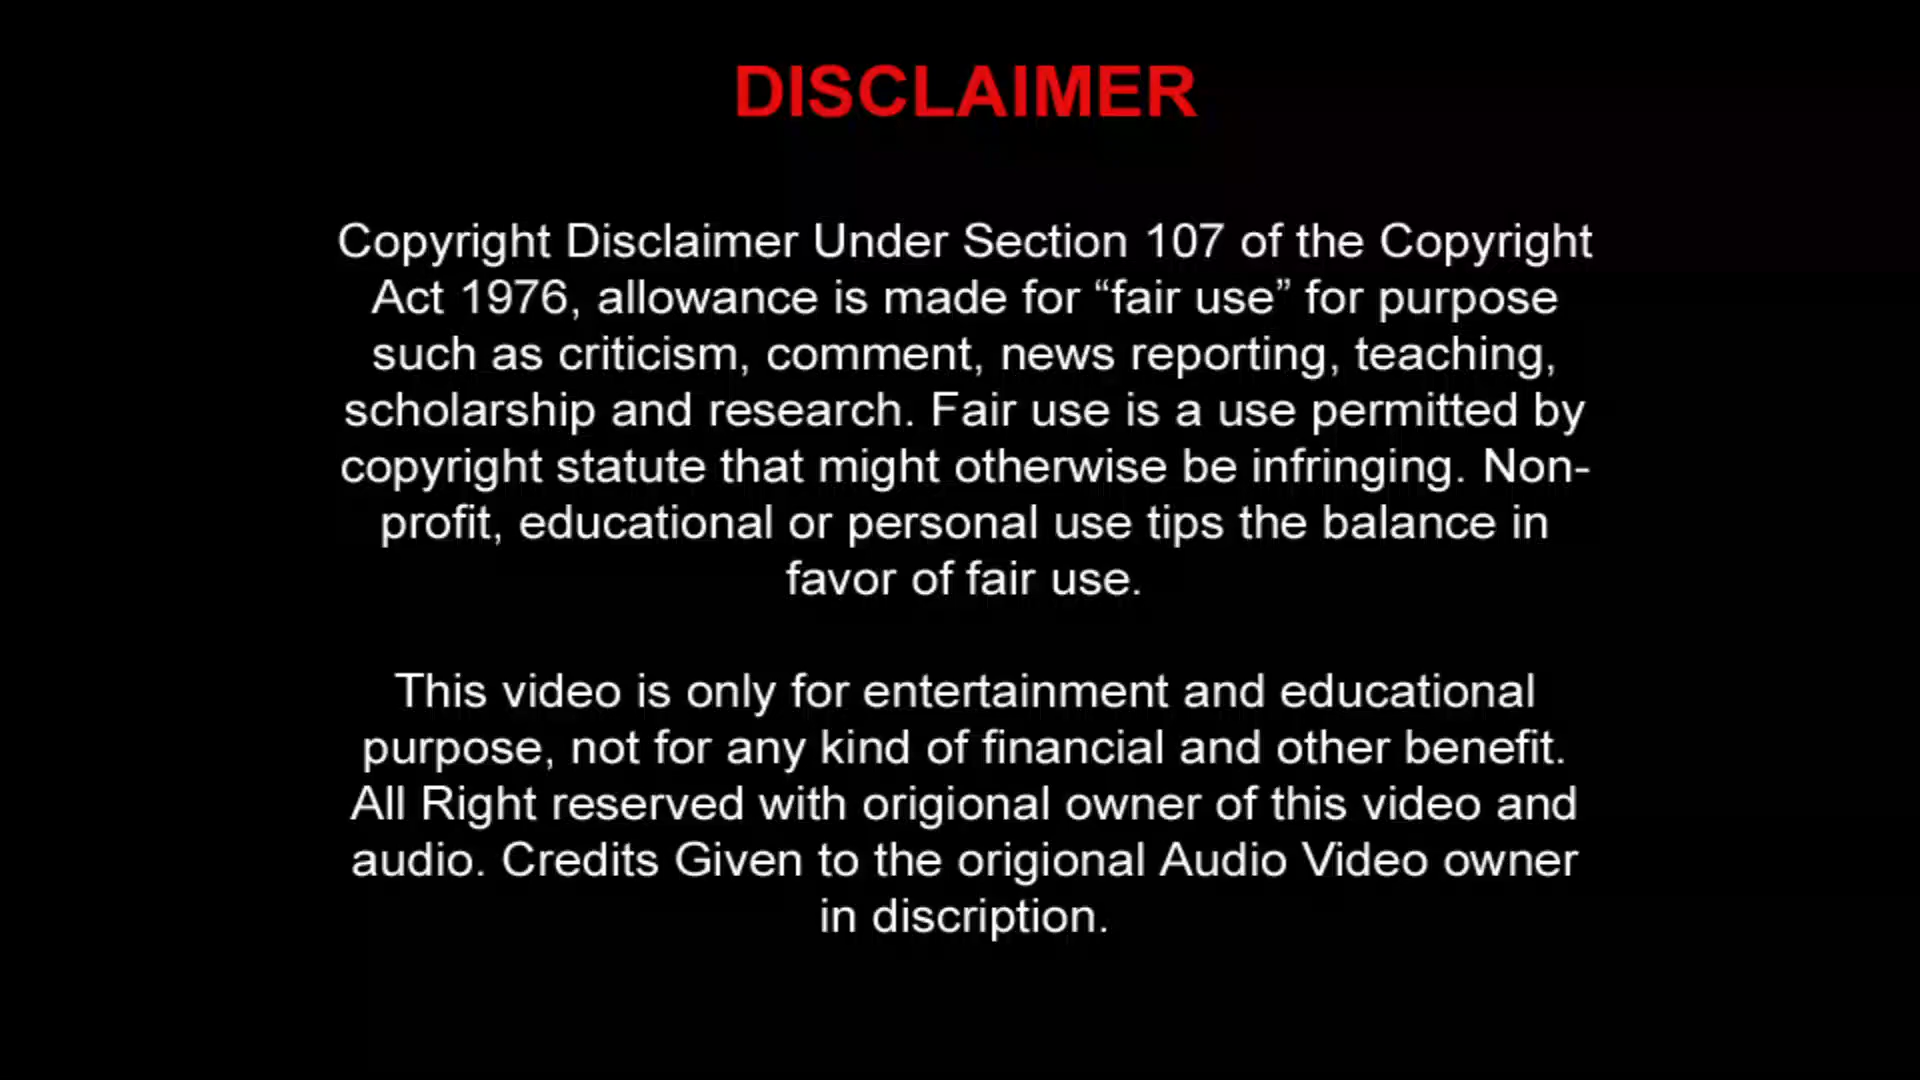 DISCLAIMER
Copyright Disclaimer Under Section 107 of the Copyright
Act 1976, allowance is made for “fair use” for purpose
such as criticism, comment, news reporting, teaching,
scholarship and research. Fair use is a use permitted by
copyright statute that might otherwise be infringing. Non-
profit, educational or personal use tips the balance in
favor of fair use.
This video is only for entertainment and educational
purpose, not for any kind of financial and other benefit.
All Right reserved with origional owner of this video and
audio. Credits Given to the origional Audio Video owner
in discription.